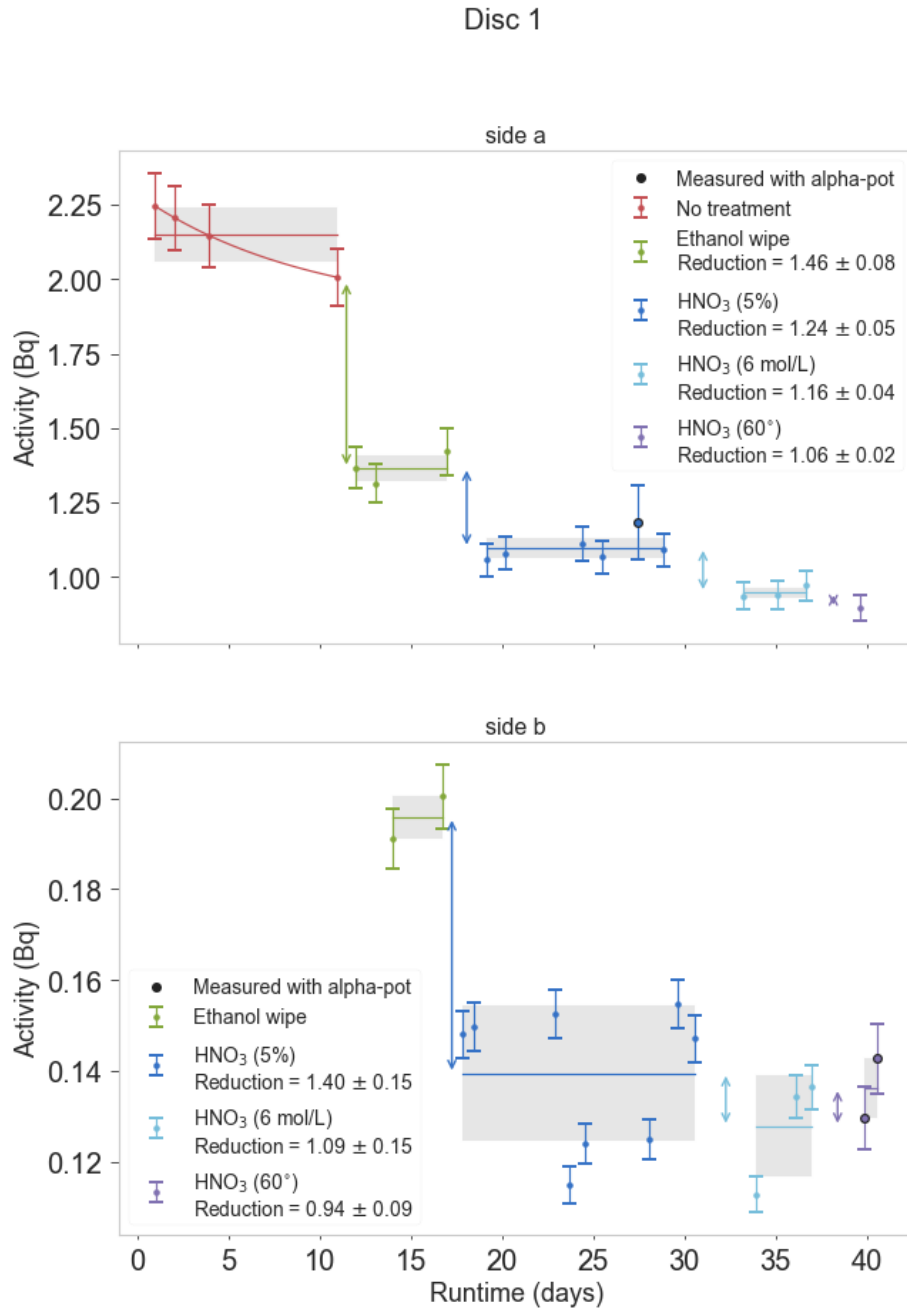 Disc 1
side a
Activity (Bq)
2.25
2.00
1.75
1.50
1.25
1.00
Measured with alpha-pot
No treatment
Ethanol wipe
Reduction = 1.46 ± 0.08
HNO₃ (5%)
Reduction = 1.24 ± 0.05
HNO₃ (6 mol/L)
Reduction = 1.16 ± 0.04
HNO₃ (60°)
Reduction = 1.06 ± 0.02
side b
Activity (Bq)
0.20
0.18
0.16
0.14
0.12
Measured with alpha-pot
Ethanol wipe
HNO₃ (5%)
Reduction = 1.40 ± 0.15
HNO₃ (6 mol/L)
Reduction = 1.09 ± 0.15
HNO₃ (60°)
Reduction = 0.94 ± 0.09
0 5 10 15 20 25 30 35 40
Runtime (days)